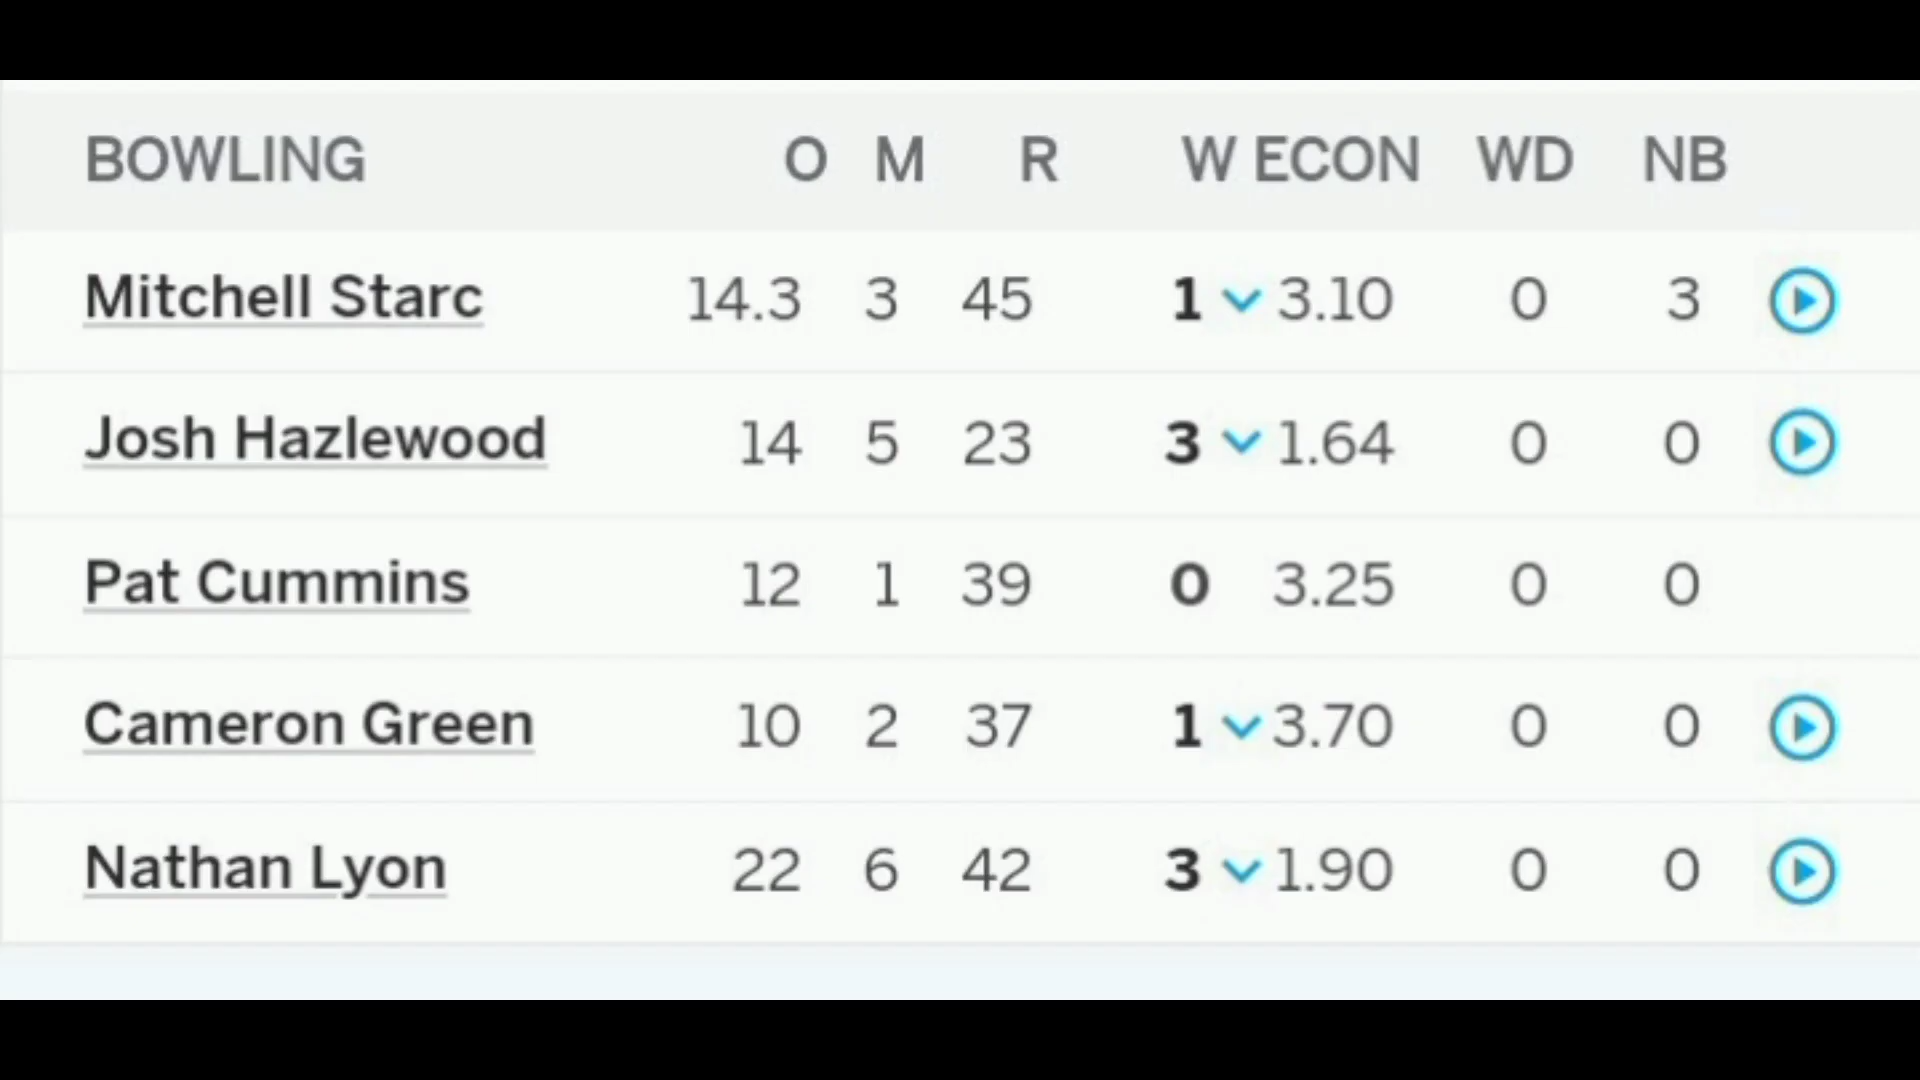 BOWLING O M R W ECON WD NB
Mitchell Starc 14.3 3 45 1 3.10 0 3
Josh Hazlewood 14 5 23 3 1.64 0 0
Pat Cummins 12 1 39 0 3.25 0 0
Cameron Green 10 2 37 1 3.70 0 0
Nathan Lyon 22 6 42 3 1.90 0 0